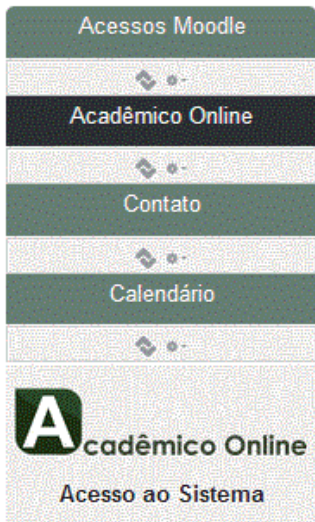 Acessos Moodle
Acadêmico Online
Contato
Calendário
Acadêmico Online
Acesso ao Sistema